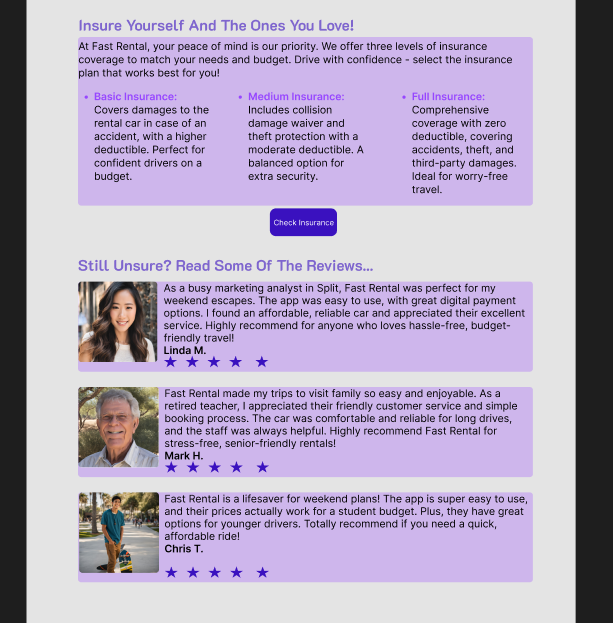 Insure Yourself And The Ones You Love!
At Fast Rental, your peace of mind is our priority. We offer three levels of insurance
coverage to match your needs and budget. Drive with confidence - select the insurance
plan that works best for you!
• Basic Insurance:
Covers damages to the
rental car in case of an
accident, with a higher
deductible. Perfect for
confident drivers on a
budget.
• Medium Insurance:
Includes collision
damage waiver and
theft protection with a
moderate deductible. A
balanced option for
extra security.
• Full Insurance:
Comprehensive
coverage with zero
deductible, covering
accidents, theft, and
third-party damages.
Ideal for worry-free
travel.
Check Insurance
Still Unsure? Read Some Of The Reviews...
As a busy marketing analyst in Split, Fast Rental was perfect for my
weekend escapes. The app was easy to use, with great digital payment
options. I found an affordable, reliable car and appreciated their excellent
service. Highly recommend for anyone who loves hassle-free, budget-
friendly travel!
Linda M.
Fast Rental made my trips to visit family so easy and enjoyable. As a
retired teacher, I appreciated their friendly customer service and simple
booking process. The car was comfortable and reliable for long drives,
and the staff was always helpful. Highly recommend Fast Rental for
stress-free, senior-friendly rentals!
Mark H.
Fast Rental is a lifesaver for weekend plans! The app is super easy to use,
and their prices actually work for a student budget. Plus, they have great
options for younger drivers. Totally recommend if you need a quick,
affordable ride!
Chris T.